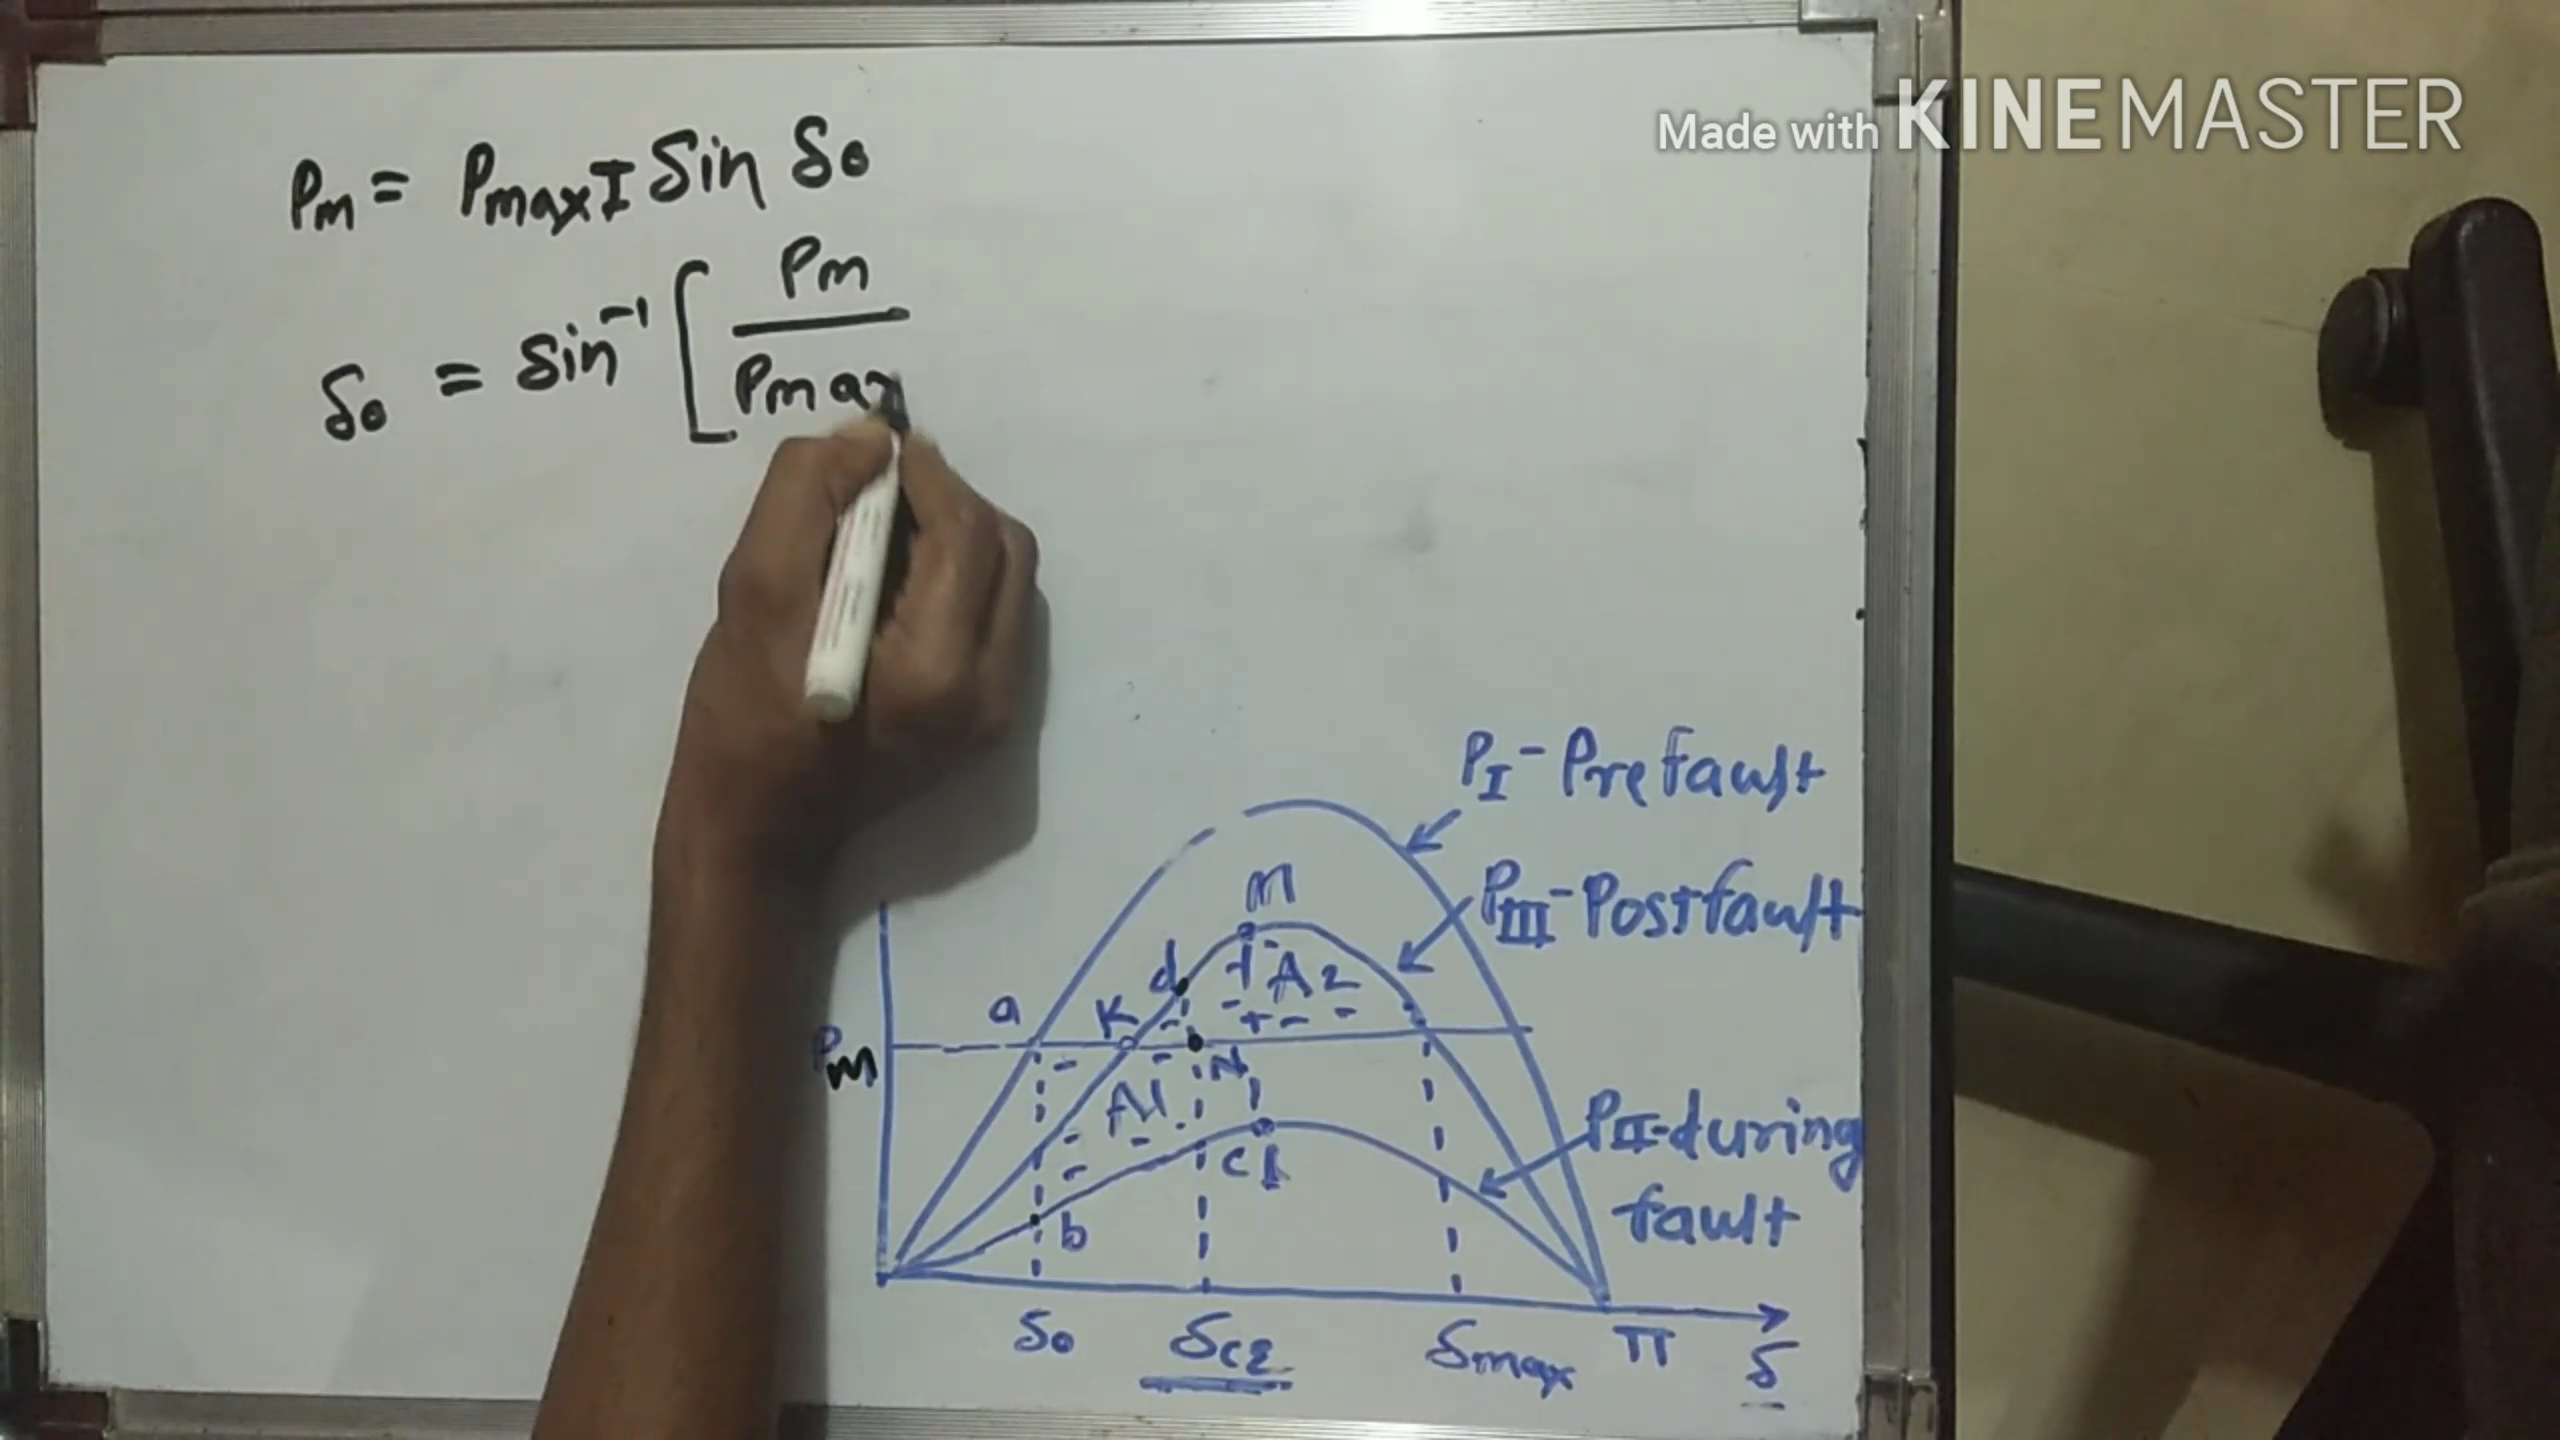 Made with KINEMASTER
Pm = PmaxI Sin δ0
δ0 = Sin⁻¹ [ Pm / Pmax
PI - Prefault
PIII - Postfault
M
d
A2
a
K
Pm
N
A1
PII - during fault
c
b
δ0
δcr
δmax
π
δ